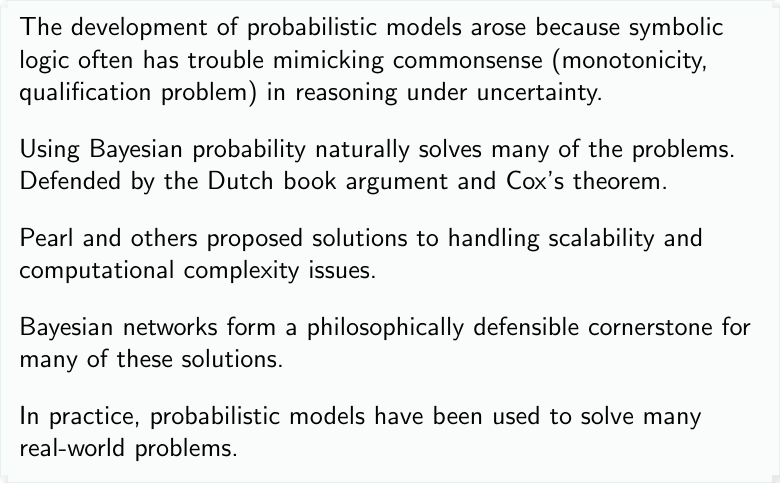 The development of probabilistic models arose because symbolic
logic often has trouble mimicking commonsense (monotonicity,
qualification problem) in reasoning under uncertainty.
Using Bayesian probability naturally solves many of the problems.
Defended by the Dutch book argument and Cox's theorem.
Pearl and others proposed solutions to handling scalability and
computational complexity issues.
Bayesian networks form a philosophically defensible cornerstone for
many of these solutions.
In practice, probabilistic models have been used to solve many
real-world problems.